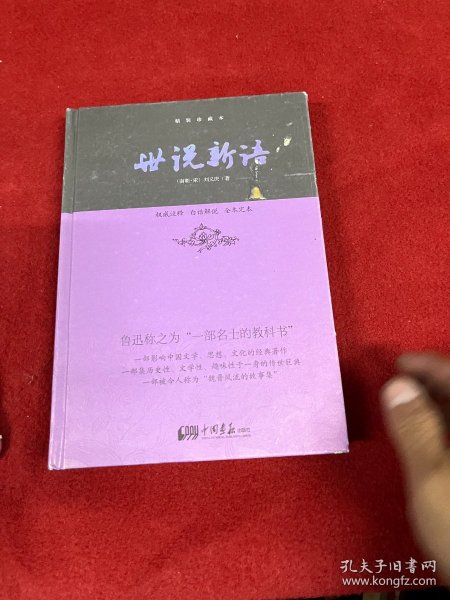 精装珍藏本
世说新语
（南朝·宋）刘义庆｜著
权威注释 白话解说 全本完本
鲁迅称之为“一部名士的教科书”
一部影响中国文学、思想、文化的经典著作
一部集历史性、文学性、趣味性于一身的传世巨典
一部被令人称为“魏晋风流的故事集”
中国画报出版社
孔夫子旧书网
www.kongfz.com